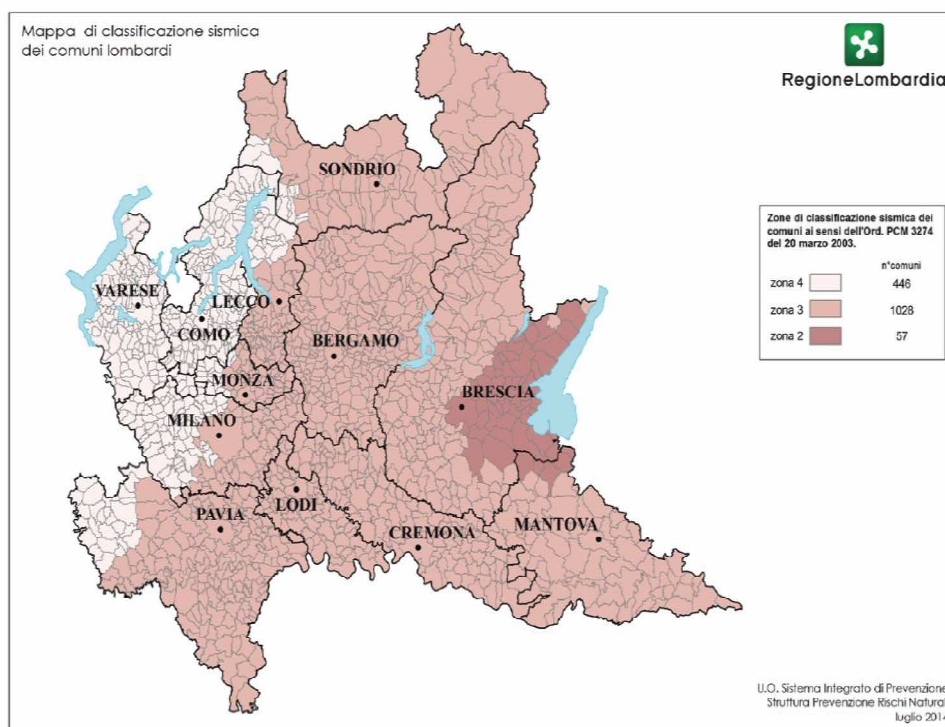 Mappa di classificazione sismica
dei comuni lombardi
RegioneLombardia
SONDRIO
VARESE
LECCO
COMO
BERGAMO
MONZA
BRESCIA
MILANO
LODI
PAVIA
CREMONA
MANTOVA
Zone di classificazione sismica dei
comuni ai sensi dell'Ord. PCM 3274
del 20 marzo 2003.
n°comuni
zona 4 446
zona 3 1028
zona 2 57
U.O. Sistema Integrato di Prevenzione
Struttura Prevenzione Rischi Natural
luglio 2014